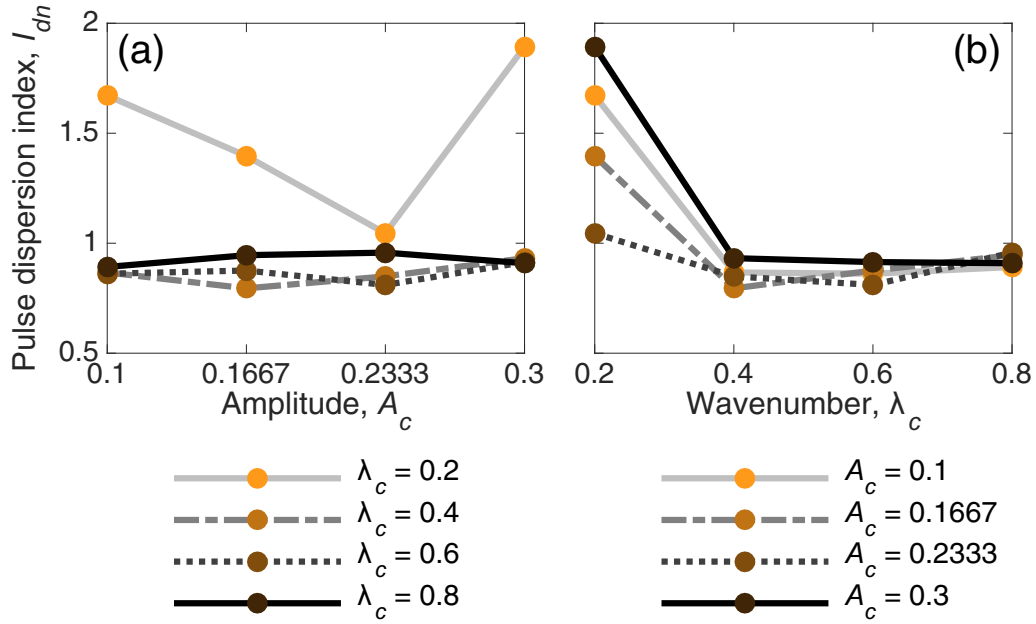 Pulse dispersion index, I_dn
2
1.5
1
0.5
(a)
0.1
0.1667
0.2333
0.3
Amplitude, A_c
(b)
0.2
0.4
0.6
0.8
Wavenumber, λ_c
λ_c = 0.2
λ_c = 0.4
λ_c = 0.6
λ_c = 0.8
A_c = 0.1
A_c = 0.1667
A_c = 0.2333
A_c = 0.3